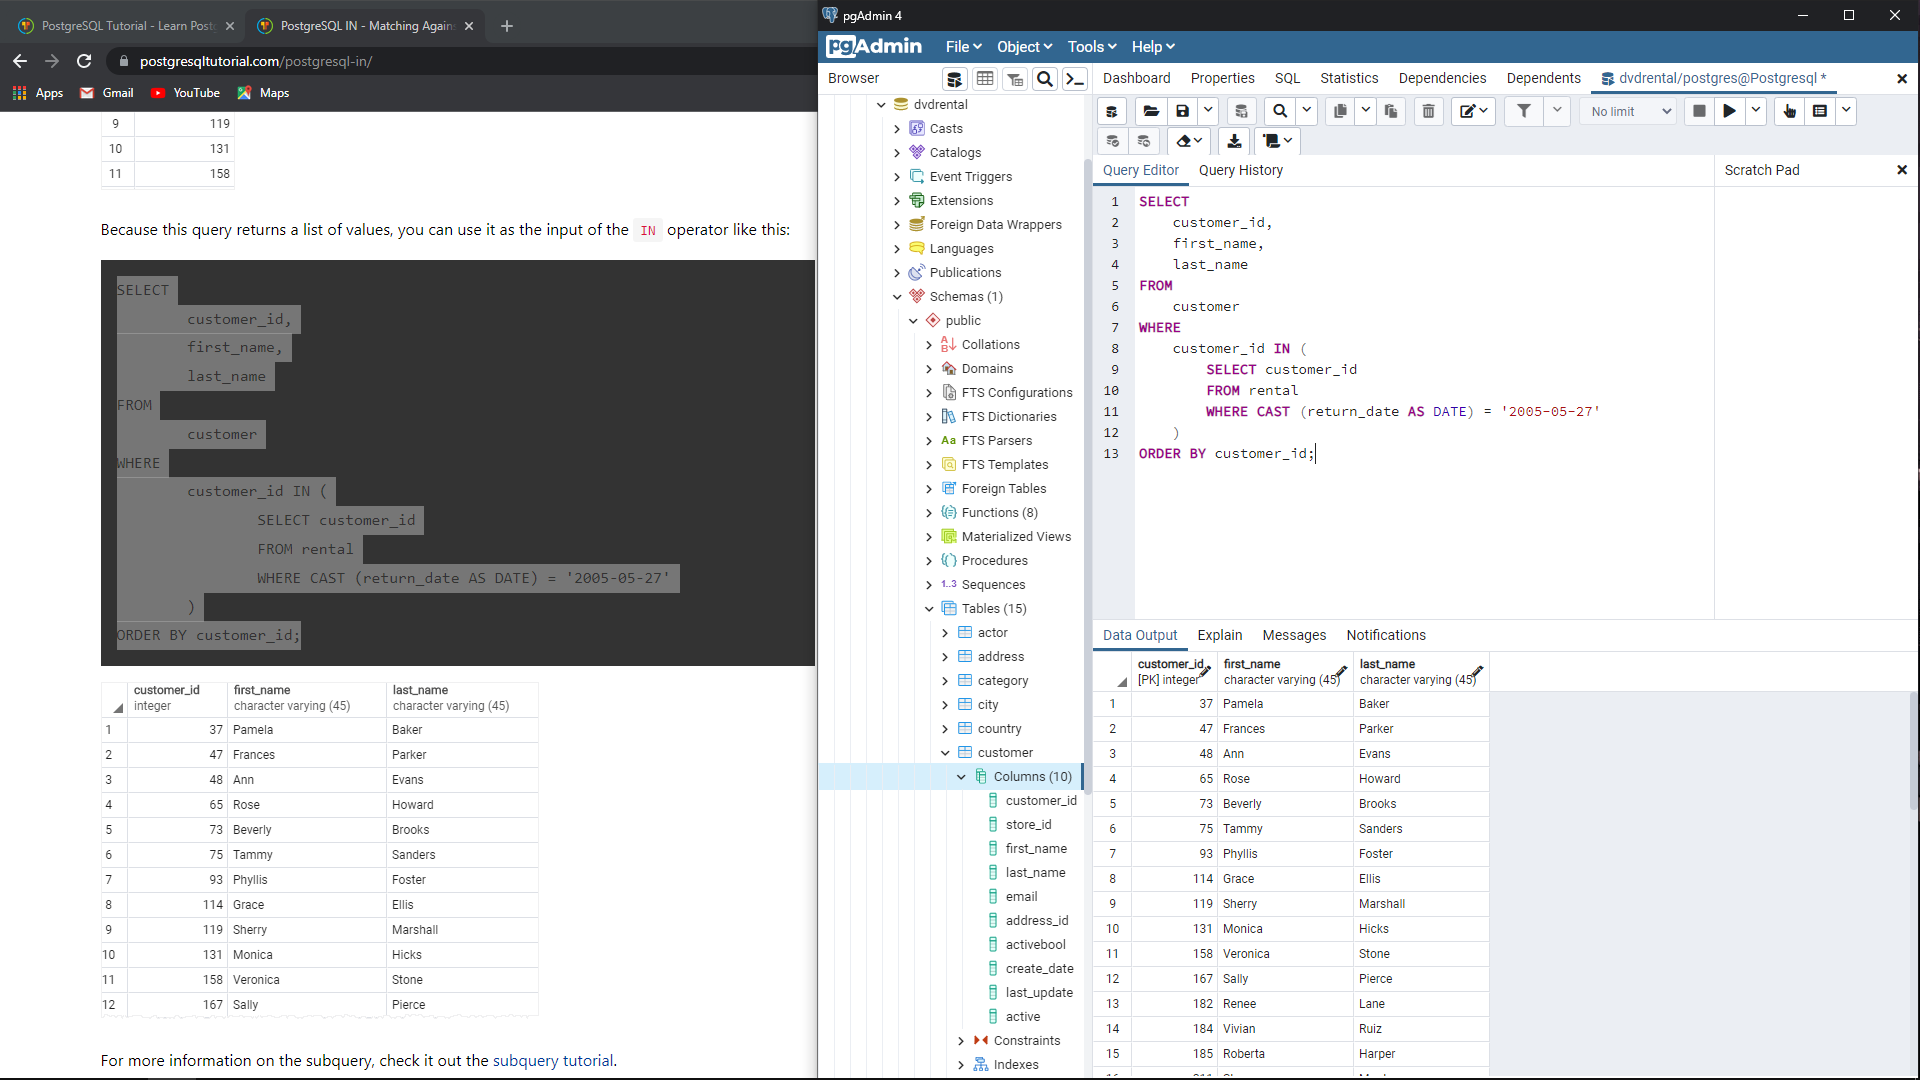 PostgreSQL Tutorial - Learn Post
PostgreSQL IN - Matching Again
postgresqltutorial.com/postgresql-in/
Apps
Gmail
YouTube
Maps
9 119
10 131
11 158
Because this query returns a list of values, you can use it as the input of the IN operator like this:
SELECT
customer_id,
first_name,
last_name
FROM
customer
WHERE
customer_id IN (
SELECT customer_id
FROM rental
WHERE CAST (return_date AS DATE) = '2005-05-27'
)
ORDER BY customer_id;
customer_id first_name last_name
integer character varying (45) character varying (45)
1 37 Pamela Baker
2 47 Frances Parker
3 48 Ann Evans
4 65 Rose Howard
5 73 Beverly Brooks
6 75 Tammy Sanders
7 93 Phyllis Foster
8 114 Grace Ellis
9 119 Sherry Marshall
10 131 Monica Hicks
11 158 Veronica Stone
12 167 Sally Pierce
For more information on the subquery, check it out the subquery tutorial.
pgAdmin 4
pgAdmin File Object Tools Help
Browser
dvdrental
Casts
Catalogs
Event Triggers
Extensions
Foreign Data Wrappers
Languages
Publications
Schemas (1)
public
Collations
Domains
FTS Configurations
FTS Dictionaries
Aa FTS Parsers
FTS Templates
Foreign Tables
Functions (8)
Materialized Views
Procedures
1..3 Sequences
Tables (15)
actor
address
category
city
country
customer
Columns (10)
customer_id
store_id
first_name
last_name
email
address_id
activebool
create_date
last_update
active
Constraints
Indexes
Dashboard Properties SQL Statistics Dependencies Dependents dvdrental/postgres@Postgresql *
No limit
Query Editor Query History
Scratch Pad
1 SELECT
2 customer_id,
3 first_name,
4 last_name
5 FROM
6 customer
7 WHERE
8 customer_id IN (
9 SELECT customer_id
10 FROM rental
11 WHERE CAST (return_date AS DATE) = '2005-05-27'
12 )
13 ORDER BY customer_id;
Data Output Explain Messages Notifications
customer_id first_name last_name
[PK] integer character varying (45) character varying (45)
1 37 Pamela Baker
2 47 Frances Parker
3 48 Ann Evans
4 65 Rose Howard
5 73 Beverly Brooks
6 75 Tammy Sanders
7 93 Phyllis Foster
8 114 Grace Ellis
9 119 Sherry Marshall
10 131 Monica Hicks
11 158 Veronica Stone
12 167 Sally Pierce
13 182 Renee Lane
14 184 Vivian Ruiz
15 185 Roberta Harper